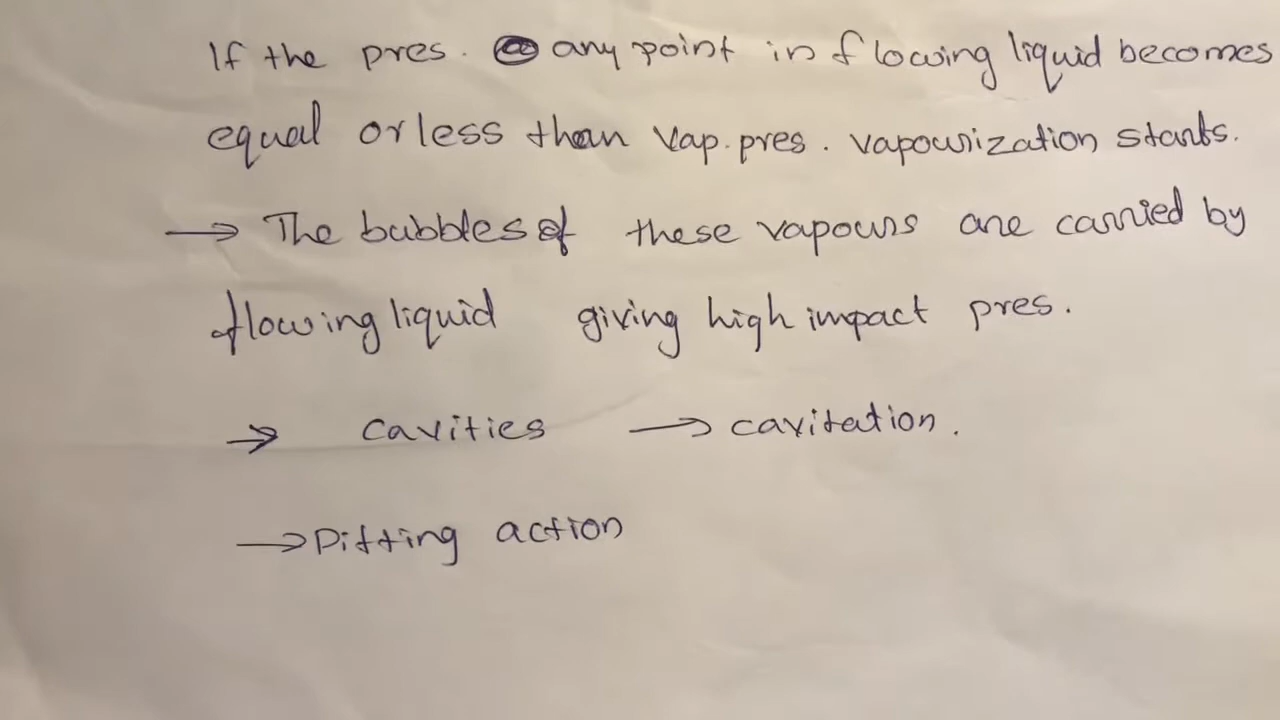 If the pres. @ any point in flowing liquid becomes
equal or less than vap. pres. vapourization starts.
→ The bubbles of these vapours are carried by
flowing liquid giving high impact pres.
→ cavities → cavitation.
→ Pitting action